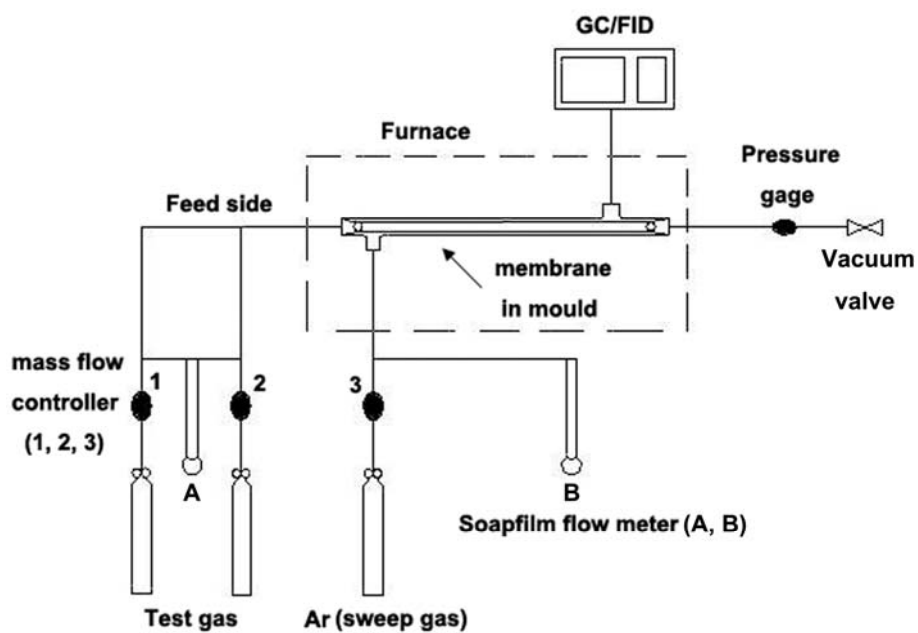 GC/FID
Furnace
Pressure
gage
Feed side
Vacuum
valve
membrane
in mould
mass flow
controller
(1, 2, 3)
1
2
3
A
B
Soapfilm flow meter (A, B)
Test gas
Ar (sweep gas)